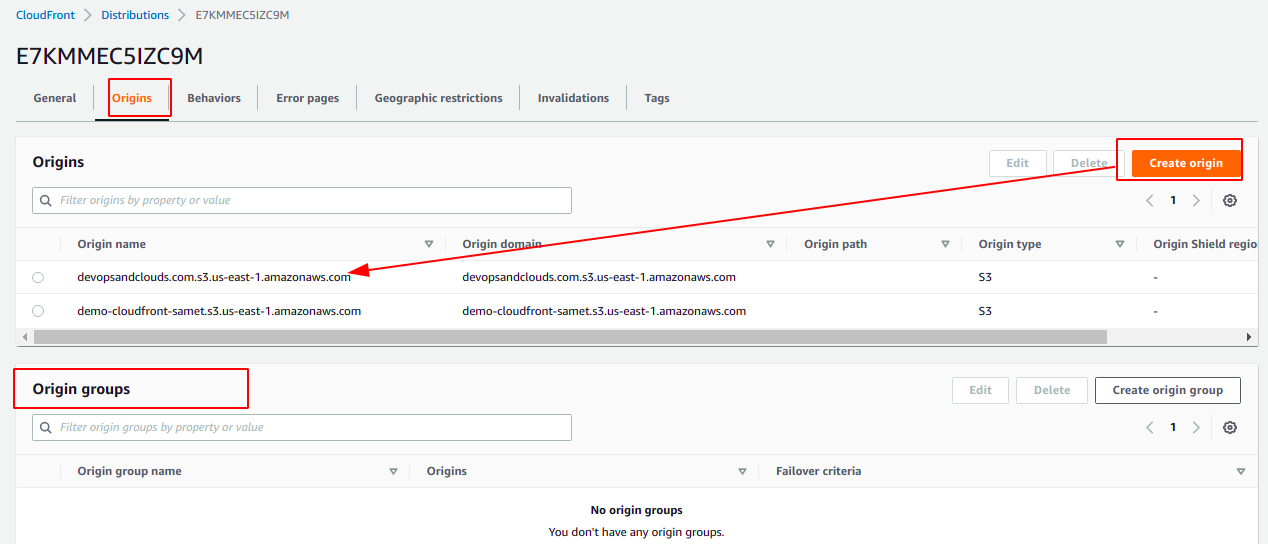 CloudFront > Distributions > E7KMMEC5IZC9M
E7KMMEC5IZC9M
General Origins Behaviors Error pages Geographic restrictions Invalidations Tags
Origins Edit Delete Create origin
Filter origins by property or value 1
Origin name Origin domain Origin path Origin type Origin Shield regio
devopsandclouds.com.s3.us-east-1.amazonaws.com devopsandclouds.com.s3.us-east-1.amazonaws.com S3 -
demo-cloudfront-samet.s3.us-east-1.amazonaws.com demo-cloudfront-samet.s3.us-east-1.amazonaws.com S3 -
Origin groups Edit Delete Create origin group
Filter origin groups by property or value 1
Origin group name Origins Failover criteria
No origin groups
You don't have any origin groups.